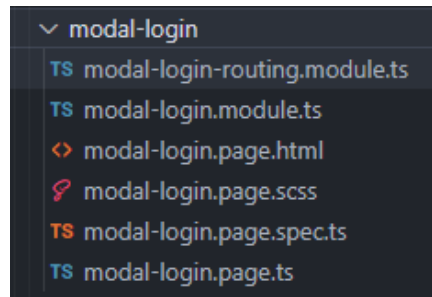 modal-login
TS modal-login-routing.module.ts
TS modal-login.module.ts
<> modal-login.page.html
modal-login.page.scss
TS modal-login.page.spec.ts
TS modal-login.page.ts